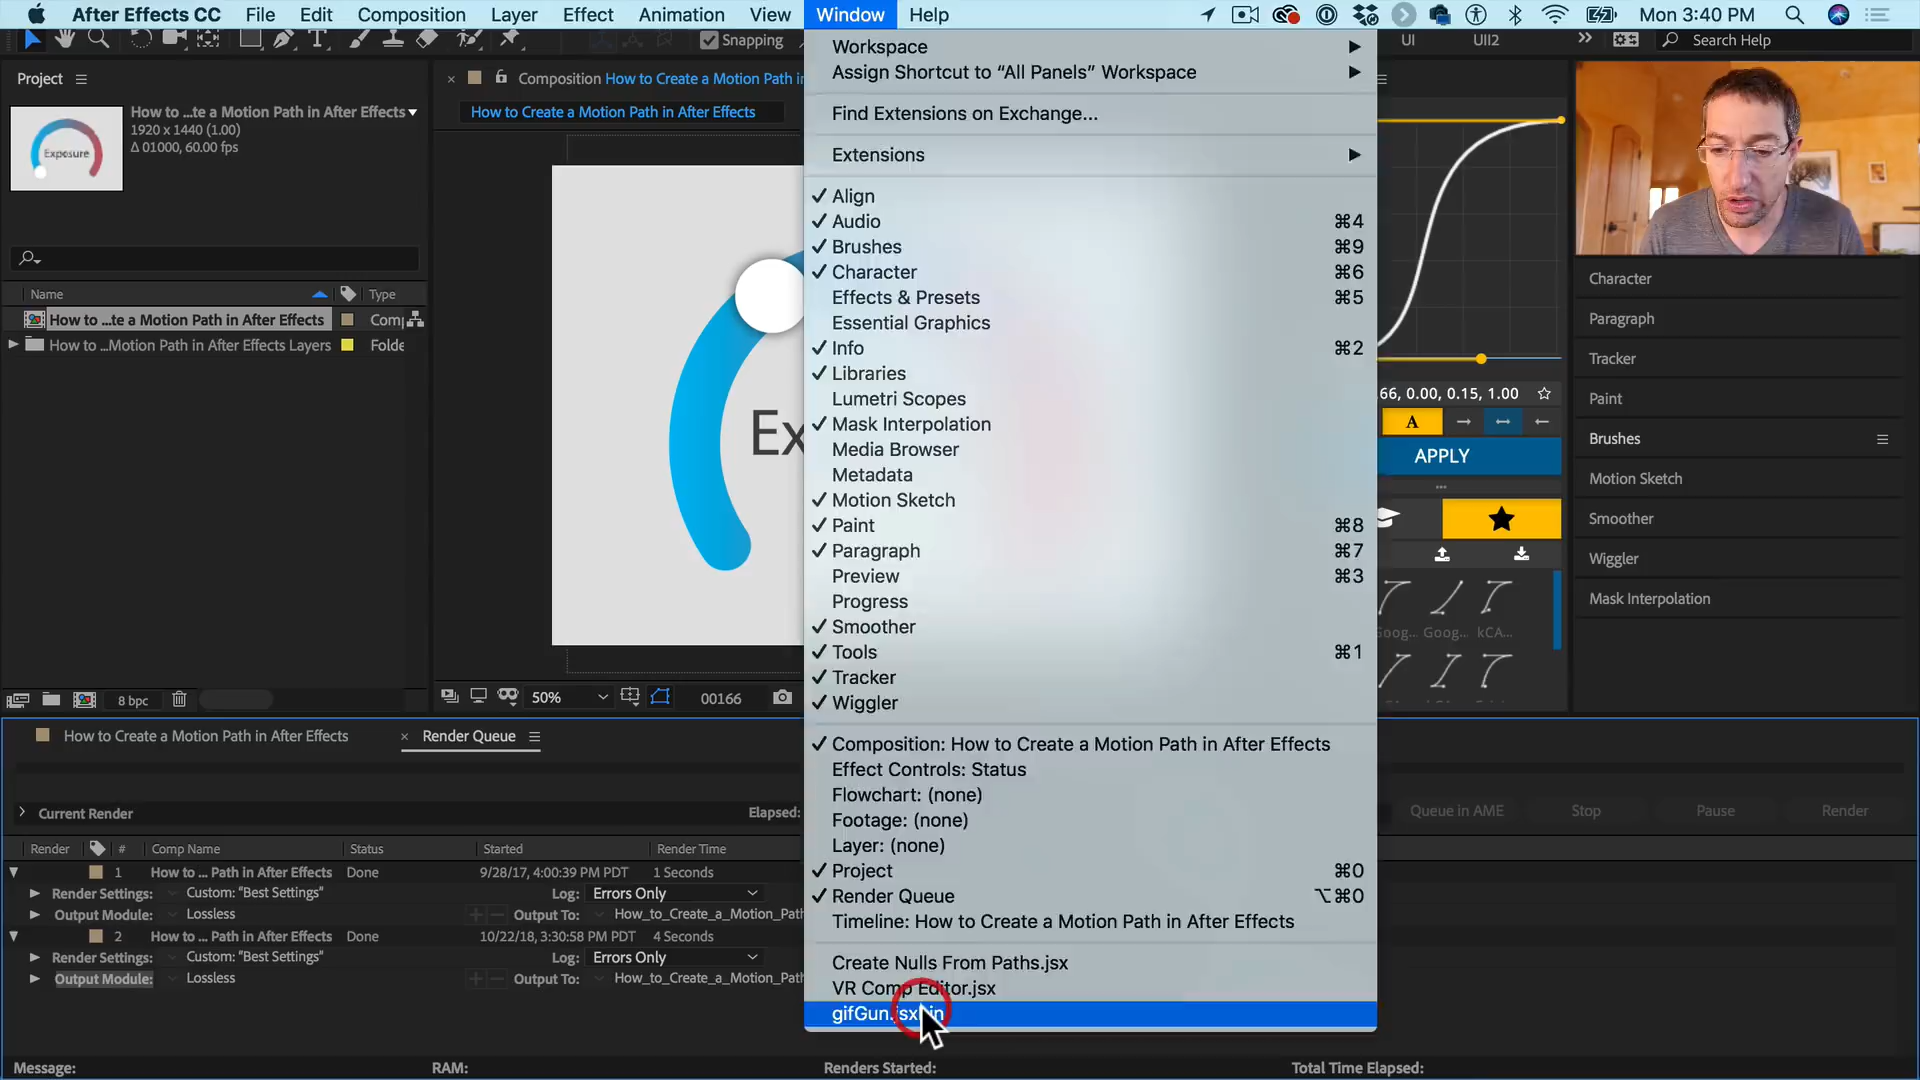 After Effects CC File Edit Composition Layer Effect Animation View Window Help Mon 3:40 PM
Snapping UI UII2 Search Help
Project
Composition How to Create a Motion Path in
How to ...te a Motion Path in After Effects
1920 x 1440 (1.00)
Δ 01000, 60.00 fps
Exposure
How to Create a Motion Path in After Effects
Name Type
How to ...te a Motion Path in After Effects Com
How to ...Motion Path in After Effects Layers Folde
8 bpc
Ex
50% 00166
Workspace
Assign Shortcut to “All Panels” Workspace
Find Extensions on Exchange...
Extensions
✓ Align
✓ Audio ⌘4
✓ Brushes ⌘9
✓ Character ⌘6
Effects & Presets ⌘5
Essential Graphics
✓ Info ⌘2
✓ Libraries
Lumetri Scopes
✓ Mask Interpolation
Media Browser
Metadata
✓ Motion Sketch
✓ Paint ⌘8
✓ Paragraph ⌘7
Preview ⌘3
Progress
✓ Smoother
✓ Tools ⌘1
✓ Tracker
✓ Wiggler
✓ Composition: How to Create a Motion Path in After Effects
Effect Controls: Status
Flowchart: (none)
Footage: (none)
Layer: (none)
✓ Project ⌘0
✓ Render Queue ⌥⌘0
Timeline: How to Create a Motion Path in After Effects
Create Nulls From Paths.jsx
VR Comp Editor.jsx
gifGun.jsx in
66, 0.00, 0.15, 1.00
A
APPLY
Goog... Goog... kCA...
Character
Paragraph
Tracker
Paint
Brushes
Motion Sketch
Smoother
Wiggler
Mask Interpolation
How to Create a Motion Path in After Effects Render Queue
Current Render Elapsed: Queue in AME Stop Pause Render
Render # Comp Name Status Started Render Time
1 How to ... Path in After Effects Done 9/28/17, 4:00:39 PM PDT 1 Seconds
Render Settings: Custom: "Best Settings" Log: Errors Only
Output Module: Lossless Output To: How_to_Create_a_Motion_Pat
2 How to ... Path in After Effects Done 10/22/18, 3:30:58 PM PDT 4 Seconds
Render Settings: Custom: "Best Settings" Log: Errors Only
Output Module: Lossless Output To: How_to_Create_a_Motion_Pat
Message: RAM: Renders Started: Total Time Elapsed: